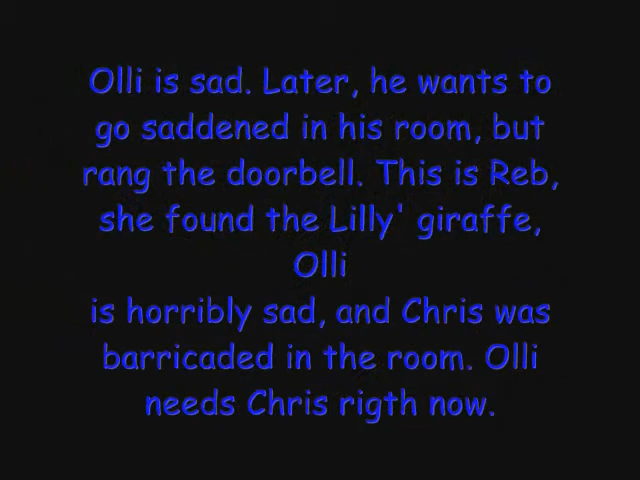 Olli is sad. Later, he wants to
go saddened in his room, but
rang the doorbell. This is Reb,
she found the Lilly' giraffe,
Olli
is horribly sad, and Chris was
barricaded in the room. Olli
needs Chris rigth now.